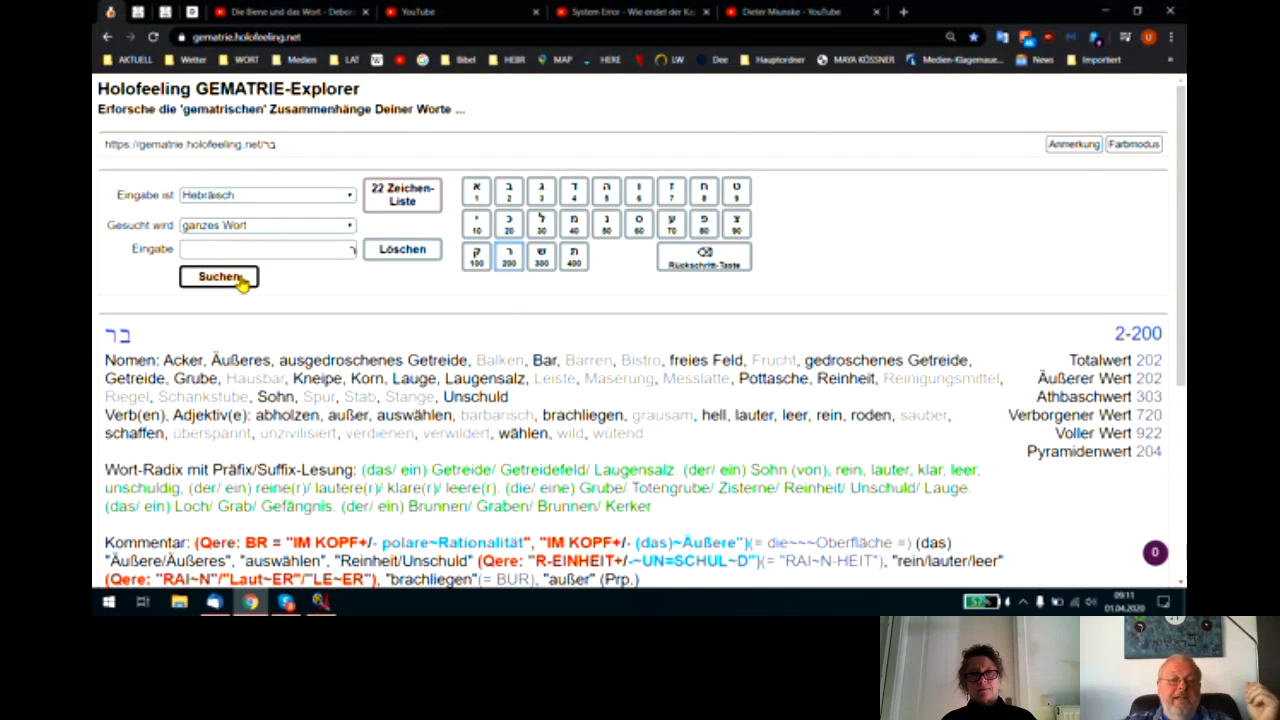 Die Biene und das Wort - Debor
YouTube
System Error - Wie endet der Ka
Dieter Miunske - YouTube
gematrie.holofeeling.net
AKTUELL Wetter WORT Medien LAT Bibel HEBR MAP HERE LW Dee Hauptordner MAYA KÖSSNER Medien-Klagemaue... News Importiert
Holofeeling GEMATRIE-Explorer
Erforsche die 'gematrischen' Zusammenhänge Deiner Worte ...
https://gematrie.holofeeling.net/בר
Anmerkung Farbmodus
Eingabe ist Hebräisch
22 Zeichen-Liste
Gesucht wird ganzes Wort
Eingabe ר
Löschen
Suchen
א ב ג ד ה ו ז ח ט
1 2 3 4 5 6 7 8 9
י כ ל מ נ ס ע פ צ
10 20 30 40 50 60 70 80 90
ק ר ש ת
100 200 300 400 Rückschritt-Taste
בר 2-200
Nomen: Acker, Äußeres, ausgedroschenes Getreide, Balken, Bar, Barren, Bistro, freies Feld, Frucht, gedroschenes Getreide,
Getreide, Grube, Hausbar, Kneipe, Korn, Lauge, Laugensalz, Leiste, Maserung, Messlatte, Pottasche, Reinheit, Reinigungsmittel,
Riegel, Schankstube, Sohn, Spur, Stab, Stange, Unschuld
Verb(en), Adjektiv(e): abholzen, außer, auswählen, barbarisch, brachliegen, grausam, hell, lauter, leer, rein, roden, sauber,
schaffen, überspannt, unzivilisiert, verdienen, verwildert, wählen, wild, wütend
Totalwert 202
Äußerer Wert 202
Athbaschwert 303
Verborgener Wert 720
Voller Wert 922
Pyramidenwert 204
Wort-Radix mit Präfix/Suffix-Lesung: (das/ ein) Getreide/ Getreidefeld/ Laugensalz. (der/ ein) Sohn (von), rein, lauter, klar, leer,
unschuldig, (der/ ein) reine(r)/ lautere(r)/ klare(r)/ leere(r). (die/ eine) Grube/ Totengrube/ Zisterne/ Reinheit/ Unschuld/ Lauge.
(das/ ein) Loch/ Grab/ Gefängnis. (der/ ein) Brunnen/ Graben/ Brunnen/ Kerker
Kommentar: (Qere: BR = "IM KOPF+/- polare~Rationalität", "IM KOPF+/- (das)~Äußere")(= die~~~Oberfläche =) (das)
"Äußere/Äußeres", "auswählen", "Reinheit/Unschuld" (Qere: "R-EINHEIT+/-~UN=SCHUL~D")(= "RAI~N-HEIT"), "rein/lauter/leer"
(Qere: "RAI~N"/"Laut~ER"/"LE~ER"), "brachliegen"(= BUR), "außer" (Prp.)
0
57%
09:11
01.04.2020